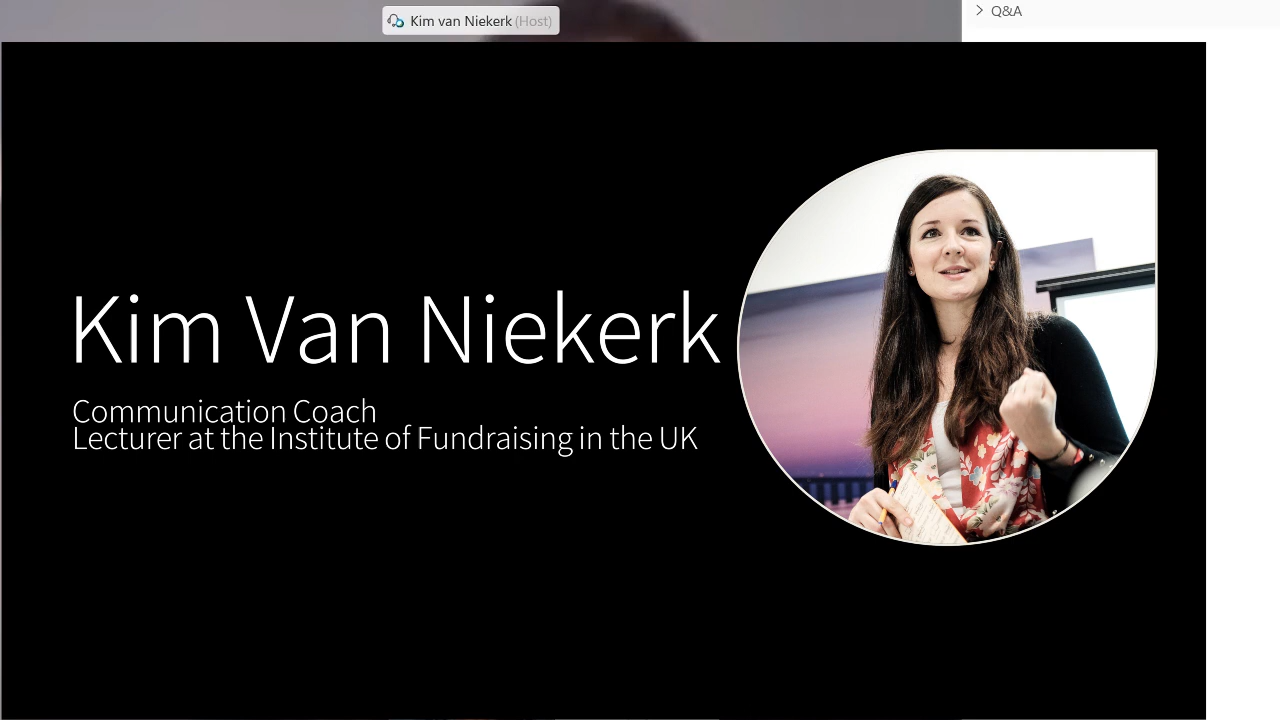 Kim van Niekerk (Host)
Q&A
Kim Van Niekerk
Communication Coach
Lecturer at the Institute of Fundraising in the UK